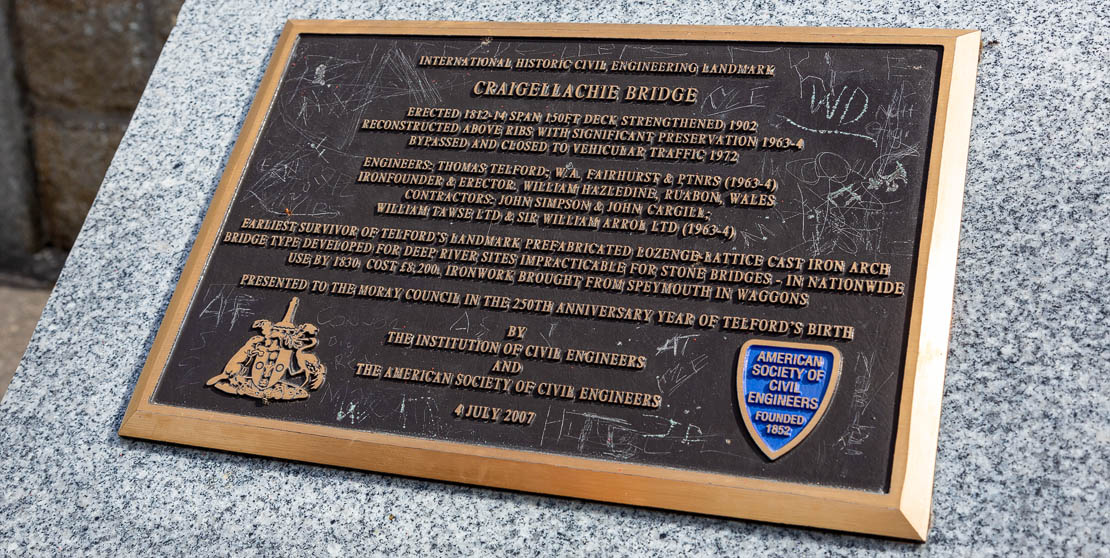 INTERNATIONAL HISTORIC CIVIL ENGINEERING LANDMARK
CRAIGELLACHIE BRIDGE
ERECTED 1812-14 SPAN 150FT DECK STRENGTHENED 1902
RECONSTRUCTED ABOVE RIBS WITH SIGNIFICANT PRESERVATION 1963-4
BYPASSED AND CLOSED TO VEHICULAR TRAFFIC 1972
ENGINEERS: THOMAS TELFORD; W.A. FAIRHURST & PTNRS (1963-4)
IRONFOUNDER & ERECTOR, WILLIAM HAZLEDINE, RUABON, WALES
CONTRACTORS: JOHN SIMPSON & JOHN CARGILL;
WILLIAM TAWSE LTD & SIR WILLIAM ARROL LTD (1963-4)
EARLIEST SURVIVOR OF TELFORD'S LANDMARK PREFABRICATED LOZENGE-LATTICE CAST IRON ARCH
BRIDGE TYPE DEVELOPED FOR DEEP RIVER SITES IMPRACTICABLE FOR STONE BRIDGES - IN NATIONWIDE
USE BY 1830. COST £8,200. IRONWORK BROUGHT FROM SPEYMOUTH IN WAGGONS
PRESENTED TO THE MORAY COUNCIL IN THE 250TH ANNIVERSARY YEAR OF TELFORD'S BIRTH
BY
THE INSTITUTION OF CIVIL ENGINEERS
AND
THE AMERICAN SOCIETY OF CIVIL ENGINEERS
4 JULY 2007
AMERICAN
SOCIETY OF
CIVIL
ENGINEERS
FOUNDED
1852
WD